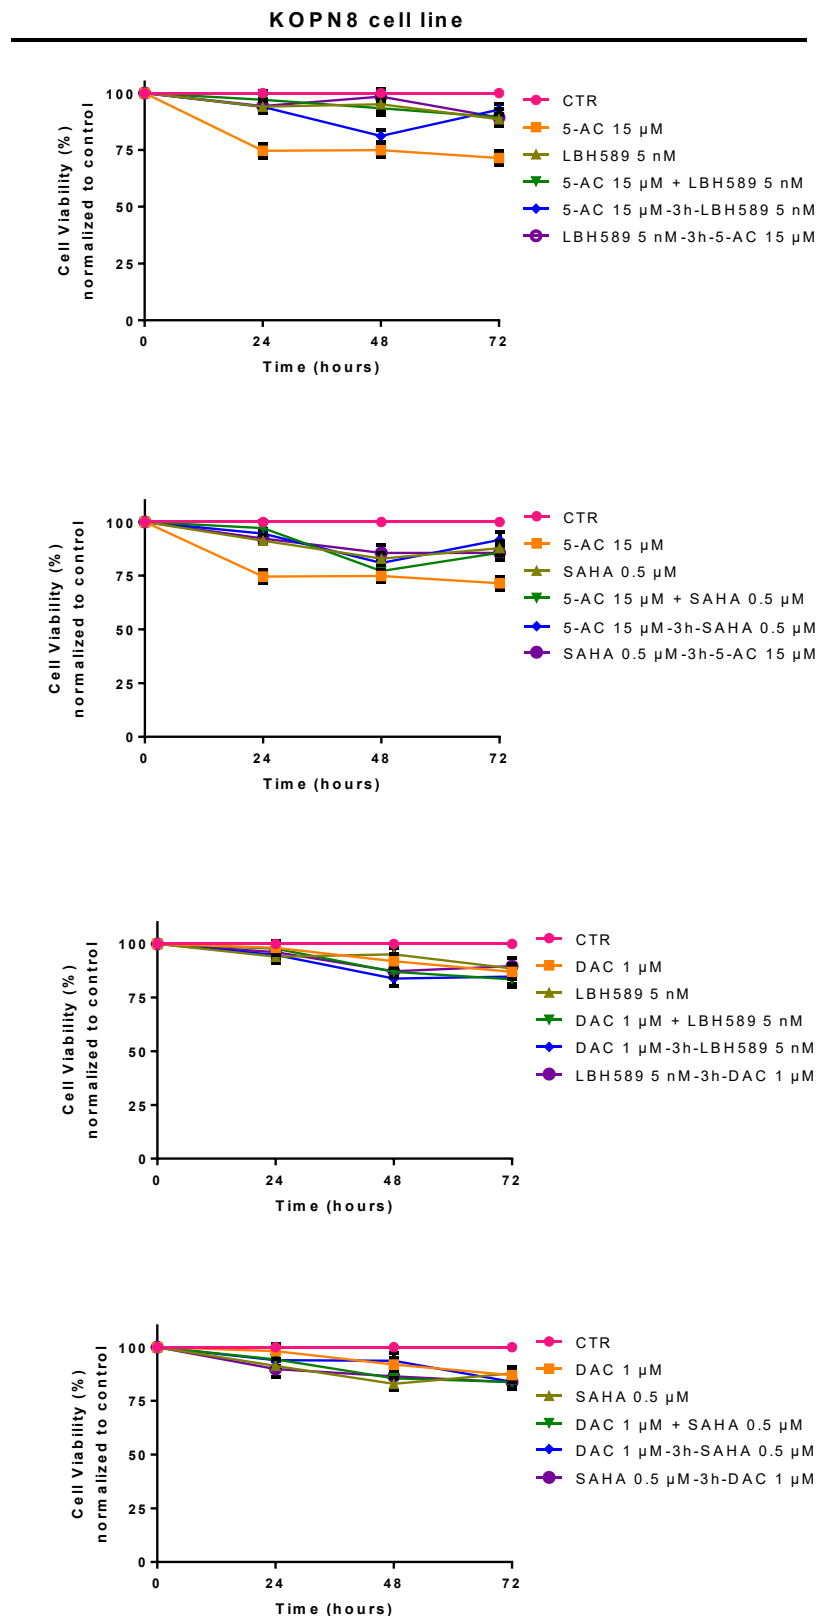 KOPN8 cell line
Cell Viability (%)
normalized to control
100
75
50
25
0
0 24 48 72
Time (hours)
CTR
5-AC 15 µM
LBH589 5 nM
5-AC 15 µM + LBH589 5 nM
5-AC 15 µM-3h-LBH589 5 nM
LBH589 5 nM-3h-5-AC 15 µM
Cell Viability (%)
normalized to control
100
75
50
25
0
0 24 48 72
Time (hours)
CTR
5-AC 15 µM
SAHA 0.5 µM
5-AC 15 µM + SAHA 0.5 µM
5-AC 15 µM-3h-SAHA 0.5 µM
SAHA 0.5 µM-3h-5-AC 15 µM
Cell Viability (%)
normalized to control
100
75
50
25
0
0 24 48 72
Time (hours)
CTR
DAC 1 µM
LBH589 5 nM
DAC 1 µM + LBH589 5 nM
DAC 1 µM-3h-LBH589 5 nM
LBH589 5 nM-3h-DAC 1 µM
Cell Viability (%)
normalized to control
100
75
50
25
0
0 24 48 72
Time (hours)
CTR
DAC 1 µM
SAHA 0.5 µM
DAC 1 µM + SAHA 0.5 µM
DAC 1 µM-3h-SAHA 0.5 µM
SAHA 0.5 µM-3h-DAC 1 µM